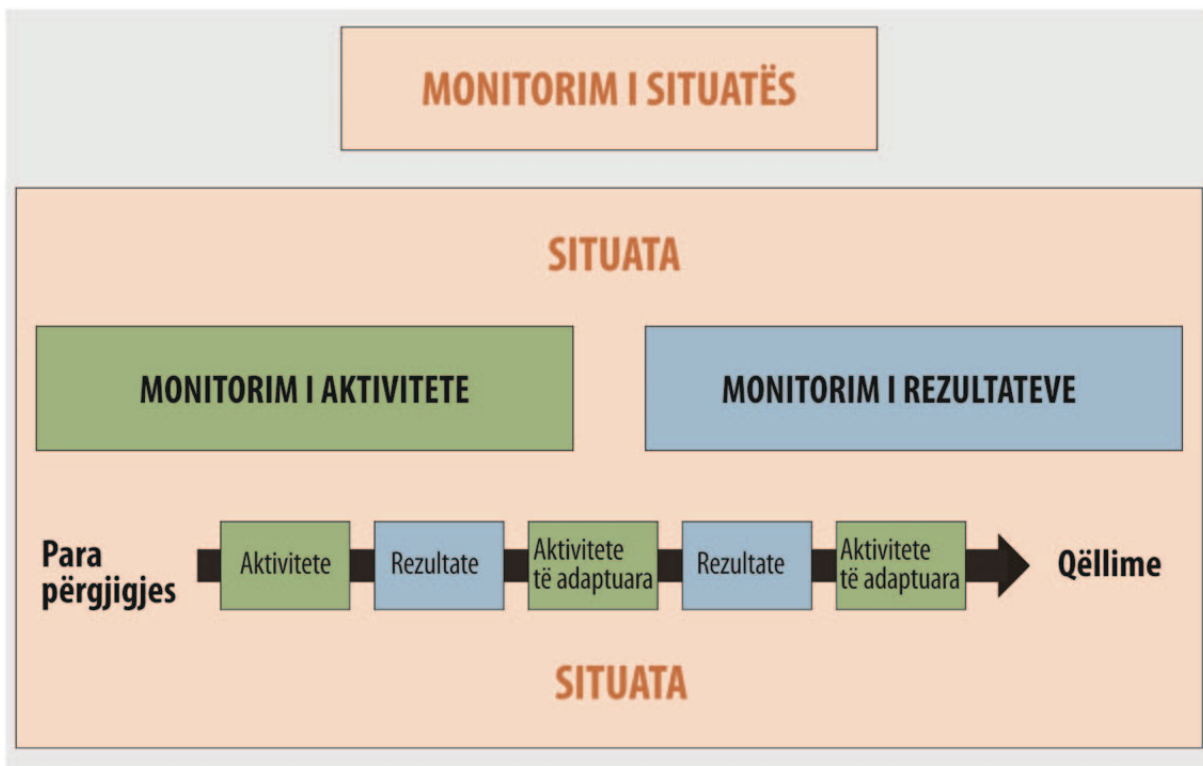 MONITORIM I SITUATËS
SITUATA
MONITORIM I AKTIVITETE
MONITORIM I REZULTATEVE
Para
përgjigjes
Aktivitete
Rezultate
Aktivitete
të adaptuara
Rezultate
Aktivitete
të adaptuara
Qëllime
SITUATA